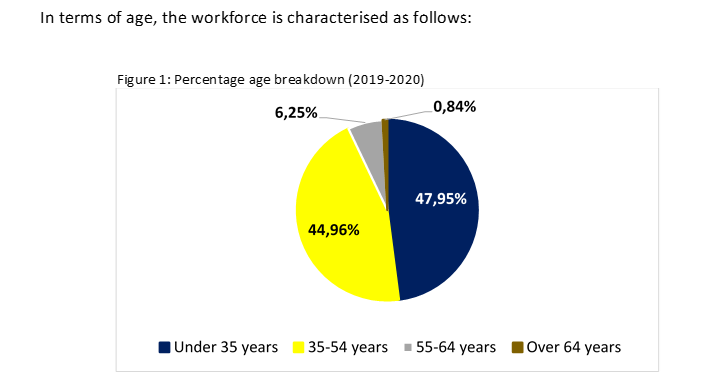 In terms of age, the workforce is characterised as follows:
Figure 1: Percentage age breakdown (2019-2020)
6,25%
0,84%
47,95%
44,96%
Under 35 years 35-54 years 55-64 years Over 64 years